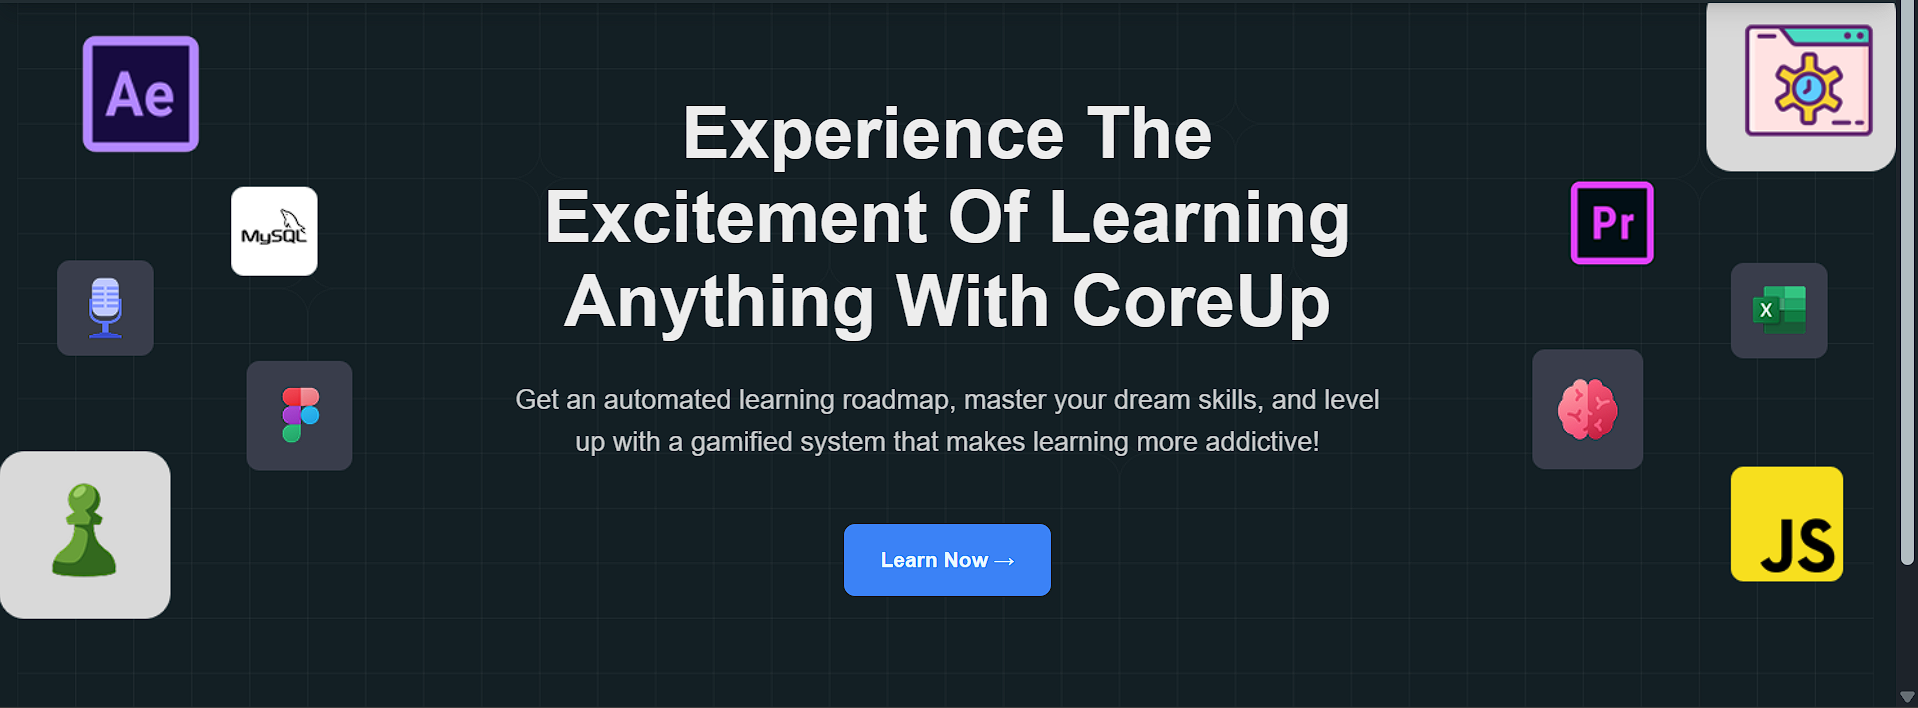 Ae
Experience The
MySQL
Excitement Of Learning
Pr
Anything With CoreUp
X
Get an automated learning roadmap, master your dream skills, and level
up with a gamified system that makes learning more addictive!
Learn Now →
JS